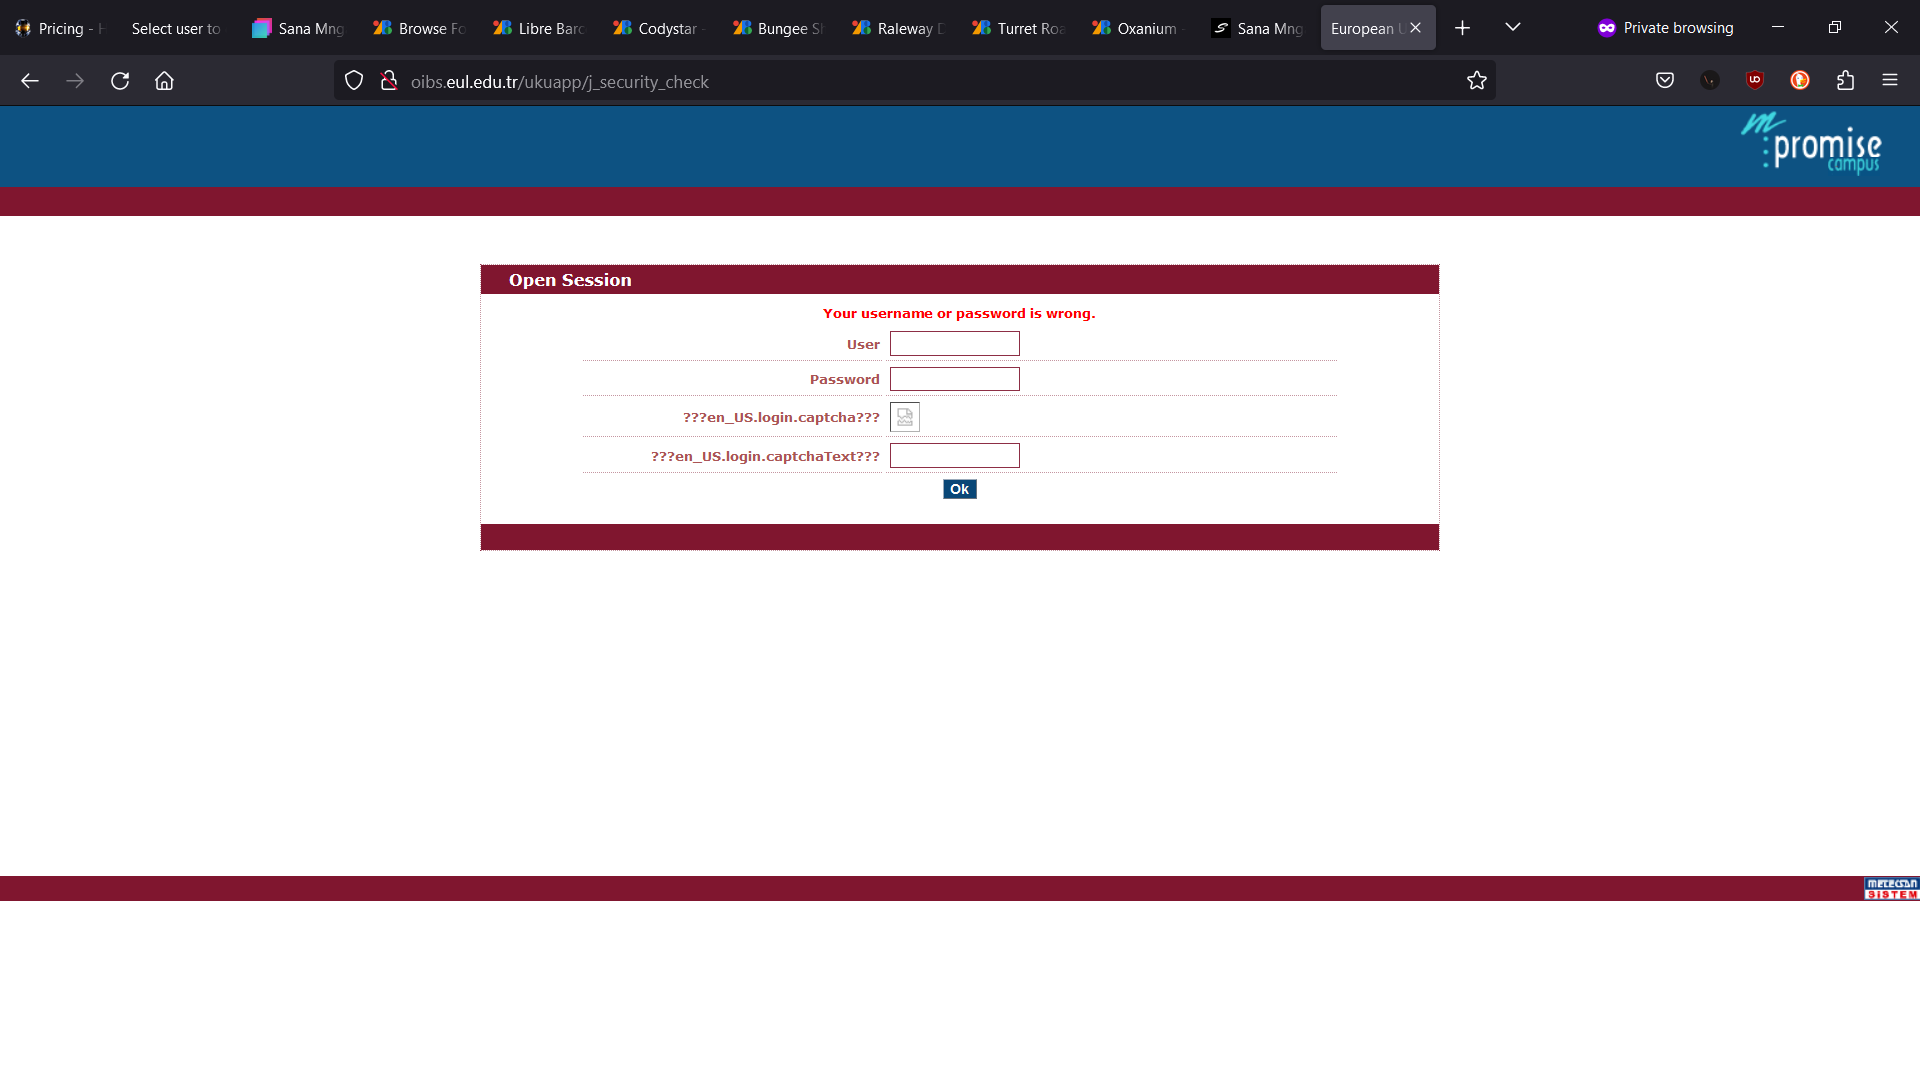 Pricing - H
Select user to
Sana Mng
Browse Fo
Libre Barc
Codystar -
Bungee Sh
Raleway D
Turret Roa
Oxanium -
Sana Mng
European U
Private browsing
oibs.eul.edu.tr/ukuapp/j_security_check
promise
campus
Open Session
Your username or password is wrong.
User
Password
???en_US.login.captcha???
???en_US.login.captchaText???
Ok
meteksan
SİSTEM